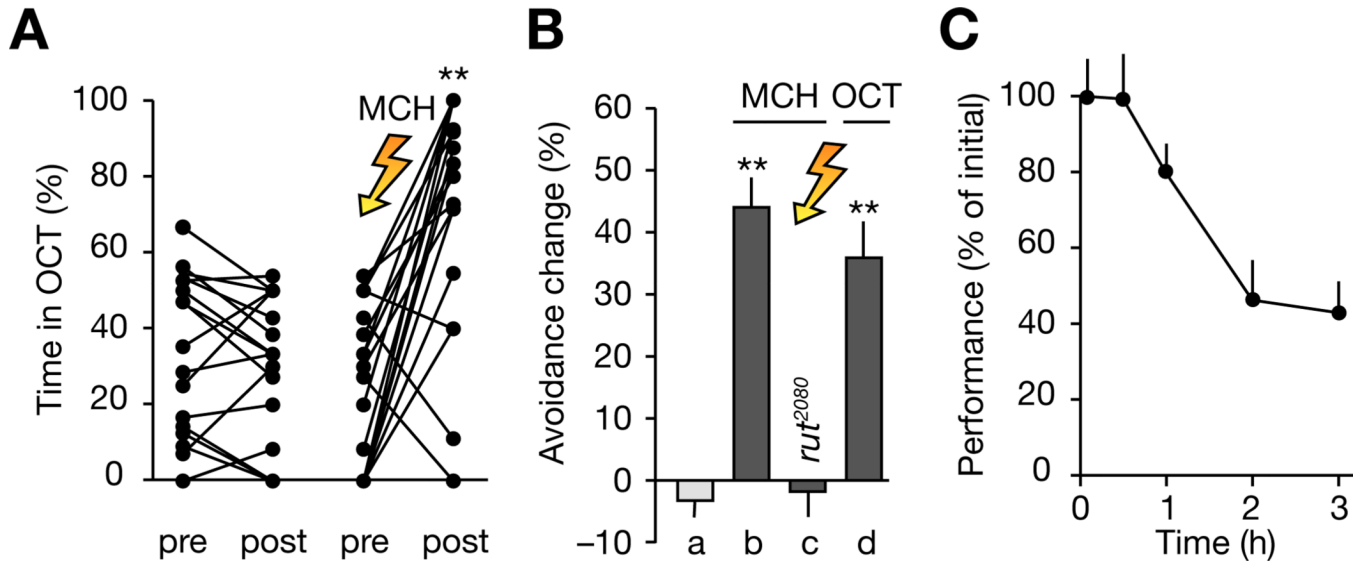 A
Time in OCT (%)
100
80
60
40
20
0
MCH
**
pre
post
pre
post
B
Avoidance change (%)
60
50
40
30
20
10
0
–10
MCH
OCT
**
rut2080
**
a
b
c
d
C
Performance (% of initial)
100
80
60
40
20
0
0
1
2
3
Time (h)